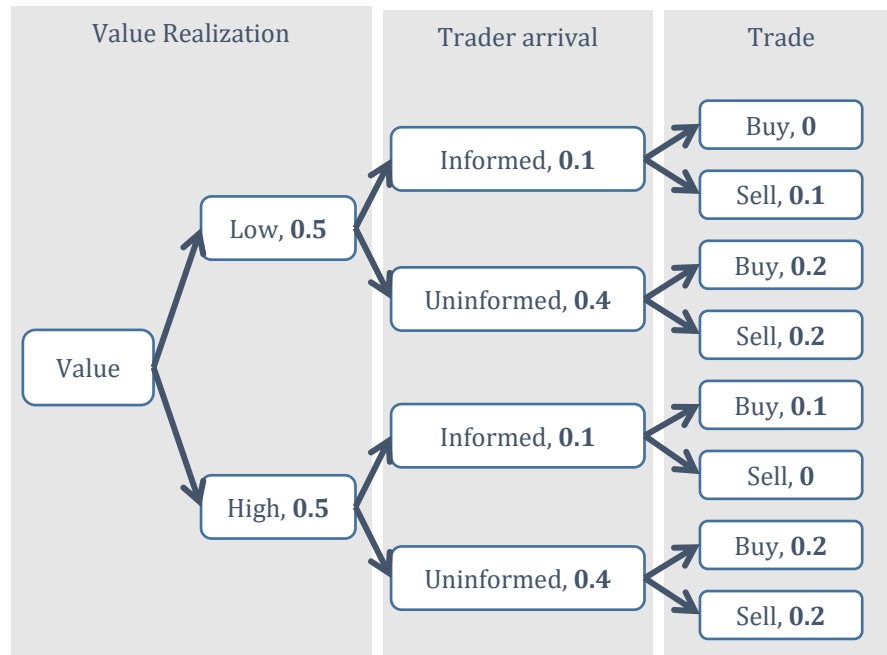 Value Realization
Trader arrival
Trade
Value
Low, 0.5
High, 0.5
Informed, 0.1
Uninformed, 0.4
Informed, 0.1
Uninformed, 0.4
Buy, 0
Sell, 0.1
Buy, 0.2
Sell, 0.2
Buy, 0.1
Sell, 0
Buy, 0.2
Sell, 0.2